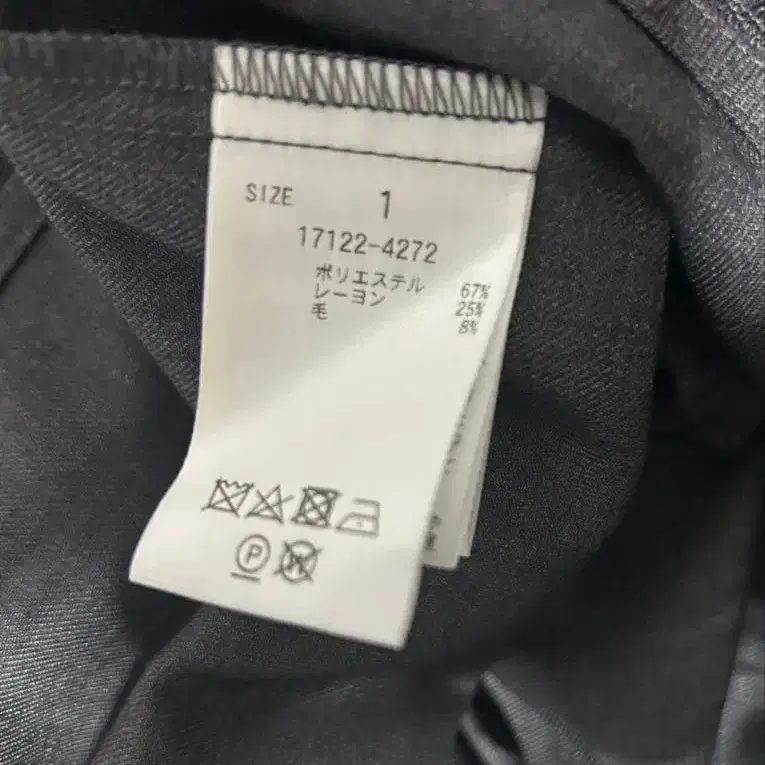 SIZE 1
17122-4272
ポリエステル 67%
レーヨン 25%
毛 8%
P